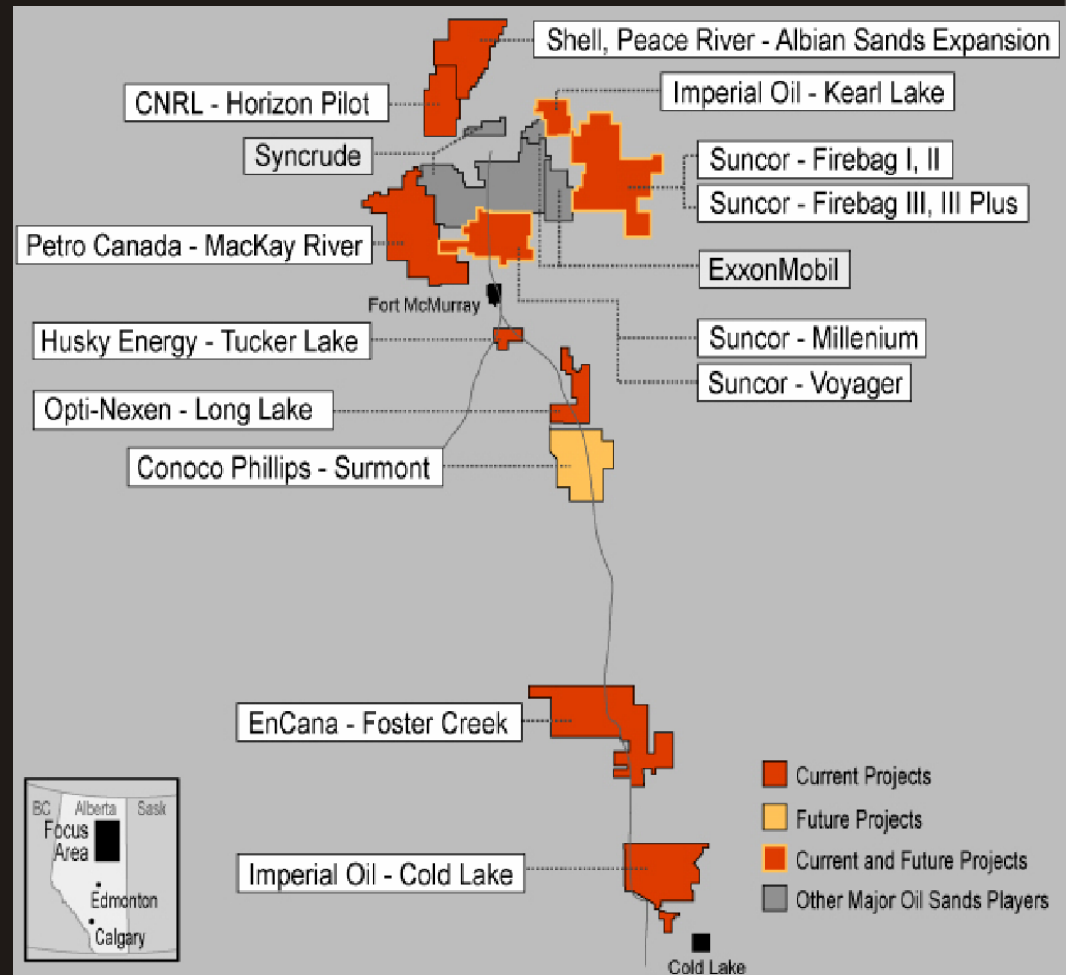 Shell, Peace River - Albian Sands Expansion
CNRL - Horizon Pilot
Imperial Oil - Kearl Lake
Syncrude
Suncor - Firebag I, II
Suncor - Firebag III, III Plus
Petro Canada - MacKay River
ExxonMobil
Fort McMurray
Husky Energy - Tucker Lake
Suncor - Millenium
Suncor - Voyager
Opti-Nexen - Long Lake
Conoco Phillips - Surmont
EnCana - Foster Creek
Current Projects
Future Projects
Current and Future Projects
Other Major Oil Sands Players
BC Alberta Sask
Focus
Area
Edmonton
Calgary
Imperial Oil - Cold Lake
Cold Lake